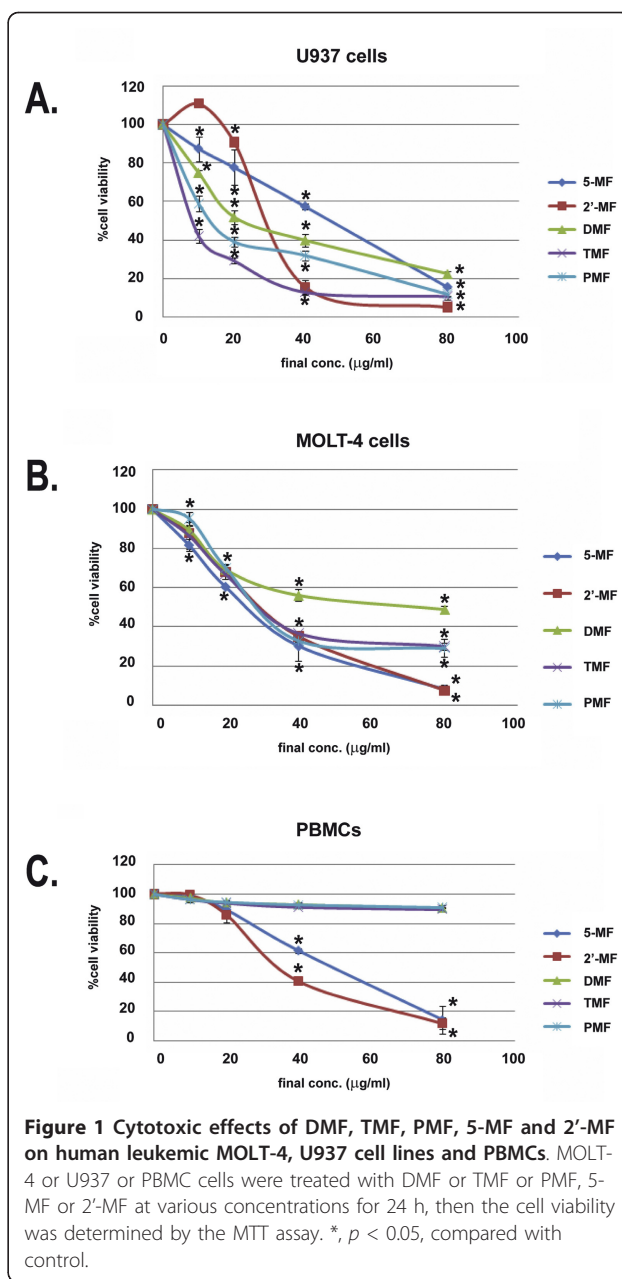 U937 cells
A.
120
100
80
60
40
20
0
%cell viability
0 20 40 60 80 100
final conc. (µg/ml)
* * * * * * * * * * * * * * * *
5-MF
2'-MF
DMF
TMF
PMF
MOLT-4 cells
B.
120
100
80
60
40
20
0
%cell viability
0 20 40 60 80 100
final conc. (µg/ml)
* * * * * * * * * * * *
5-MF
2'-MF
DMF
TMF
PMF
PBMCs
C.
120
100
80
60
40
20
0
%cell viability
0 20 40 60 80 100
final conc. (µg/ml)
* * * *
5-MF
2'-MF
DMF
TMF
PMF
Figure 1 Cytotoxic effects of DMF, TMF, PMF, 5-MF and 2'-MF
on human leukemic MOLT-4, U937 cell lines and PBMCs. MOLT-
4 or U937 or PBMC cells were treated with DMF or TMF or PMF, 5-
MF or 2'-MF at various concentrations for 24 h, then the cell viability
was determined by the MTT assay. *, p < 0.05, compared with
control.